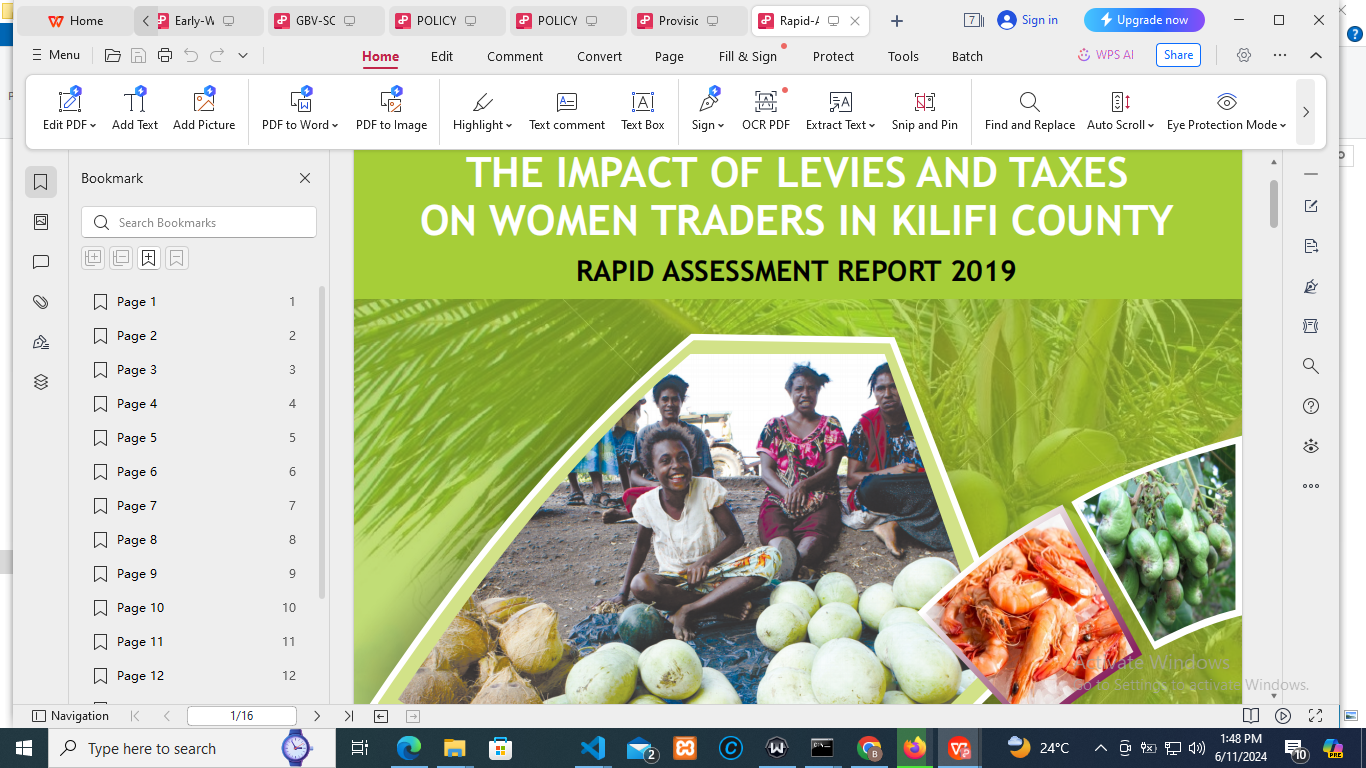 Home
Early-W
GBV-SC
POLICY
POLICY
Provisic
Rapid-A
7
Sign in
Upgrade now
Menu
Home
Edit
Comment
Convert
Page
Fill & Sign
Protect
Tools
Batch
WPS AI
Share
Edit PDF
Add Text
Add Picture
PDF to Word
PDF to Image
Highlight
Text comment
Text Box
Sign
OCR PDF
Extract Text
Snip and Pin
Find and Replace
Auto Scroll
Eye Protection Mode
Bookmark
Search Bookmarks
Page 1 1
Page 2 2
Page 3 3
Page 4 4
Page 5 5
Page 6 6
Page 7 7
Page 8 8
Page 9 9
Page 10 10
Page 11 11
Page 12 12
THE IMPACT OF LEVIES AND TAXES
ON WOMEN TRADERS IN KILIFI COUNTY
RAPID ASSESSMENT REPORT 2019
Activate Windows
Go to Settings to activate Windows.
Navigation
1/16
Type here to search
2
B
24°C
1:48 PM
6/11/2024
10
PRE